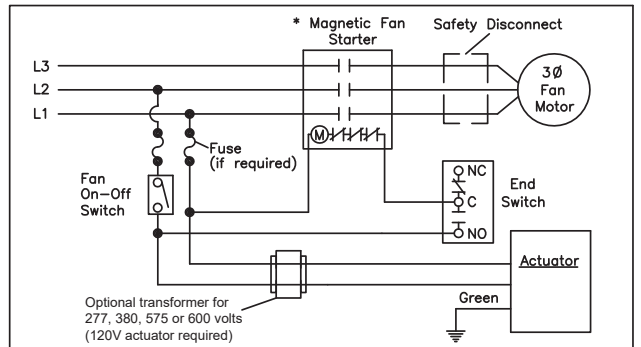 * Magnetic Fan
Starter
Safety Disconnect
L3
L2
L1
3Ø
Fan
Motor
M
Fuse
(if required)
Fan
On-Off
Switch
NC
C
NO
End
Switch
Actuator
Green
Optional transformer for
277, 380, 575 or 600 volts
(120V actuator required)